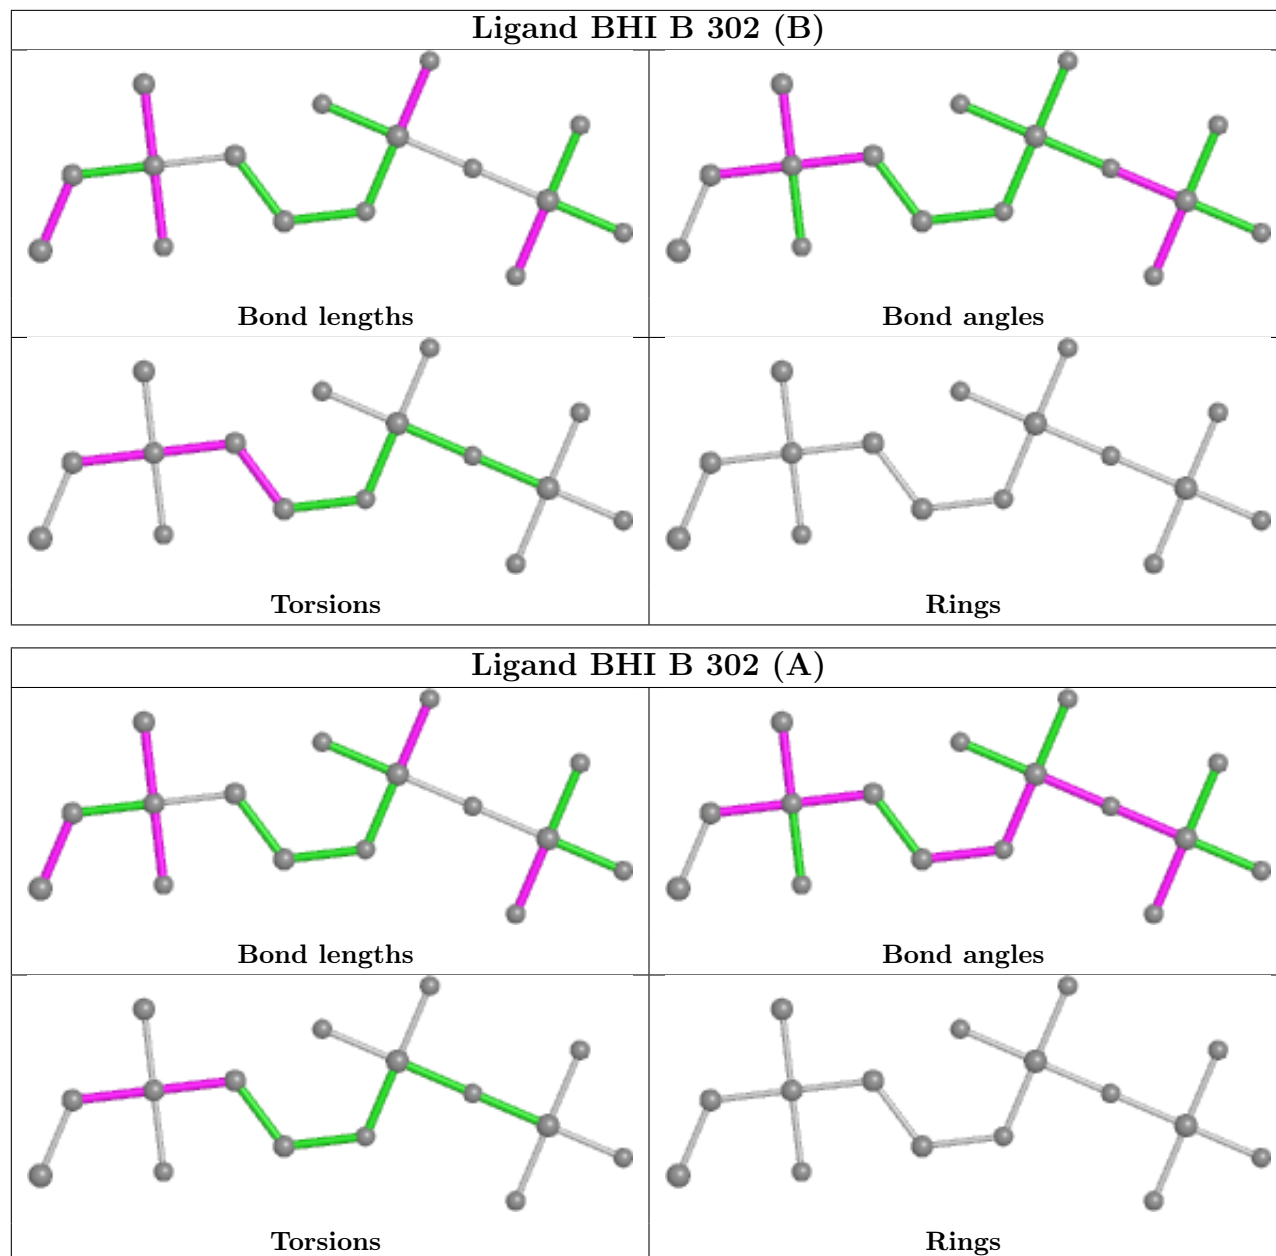 Ligand BHI B 302 (B)
Bond lengths
Bond angles
Torsions
Rings
Ligand BHI B 302 (A)
Bond lengths
Bond angles
Torsions
Rings